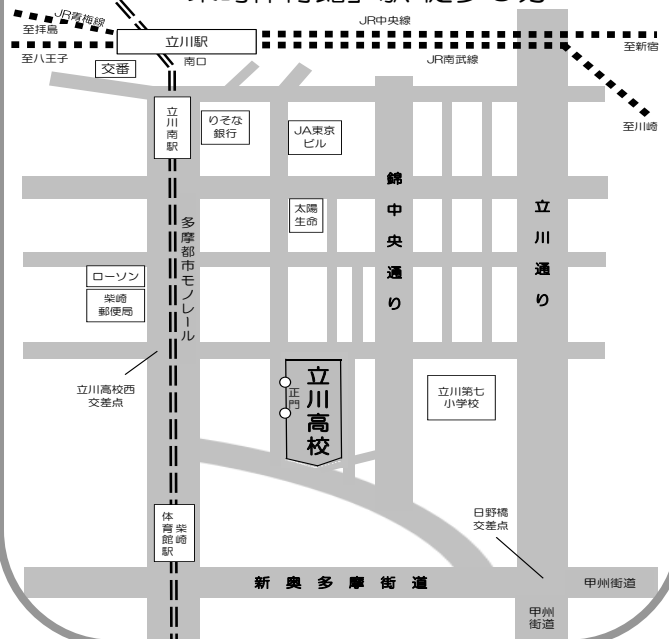 JR青梅線
至拝島
至八王子
立川駅
南口
交番
JR中央線
JR南武線
至新宿
至川崎
立川南駅
りそな
銀行
JA東京
ビル
太陽
生命
錦中央通り
立川通り
多摩都市モノレール
ローソン
柴崎
郵便局
立川高校西
交差点
正門
立川高校
立川第七
小学校
柴崎
体育館駅
日野橋
交差点
新奥多摩街道
甲州街道
甲州
街道